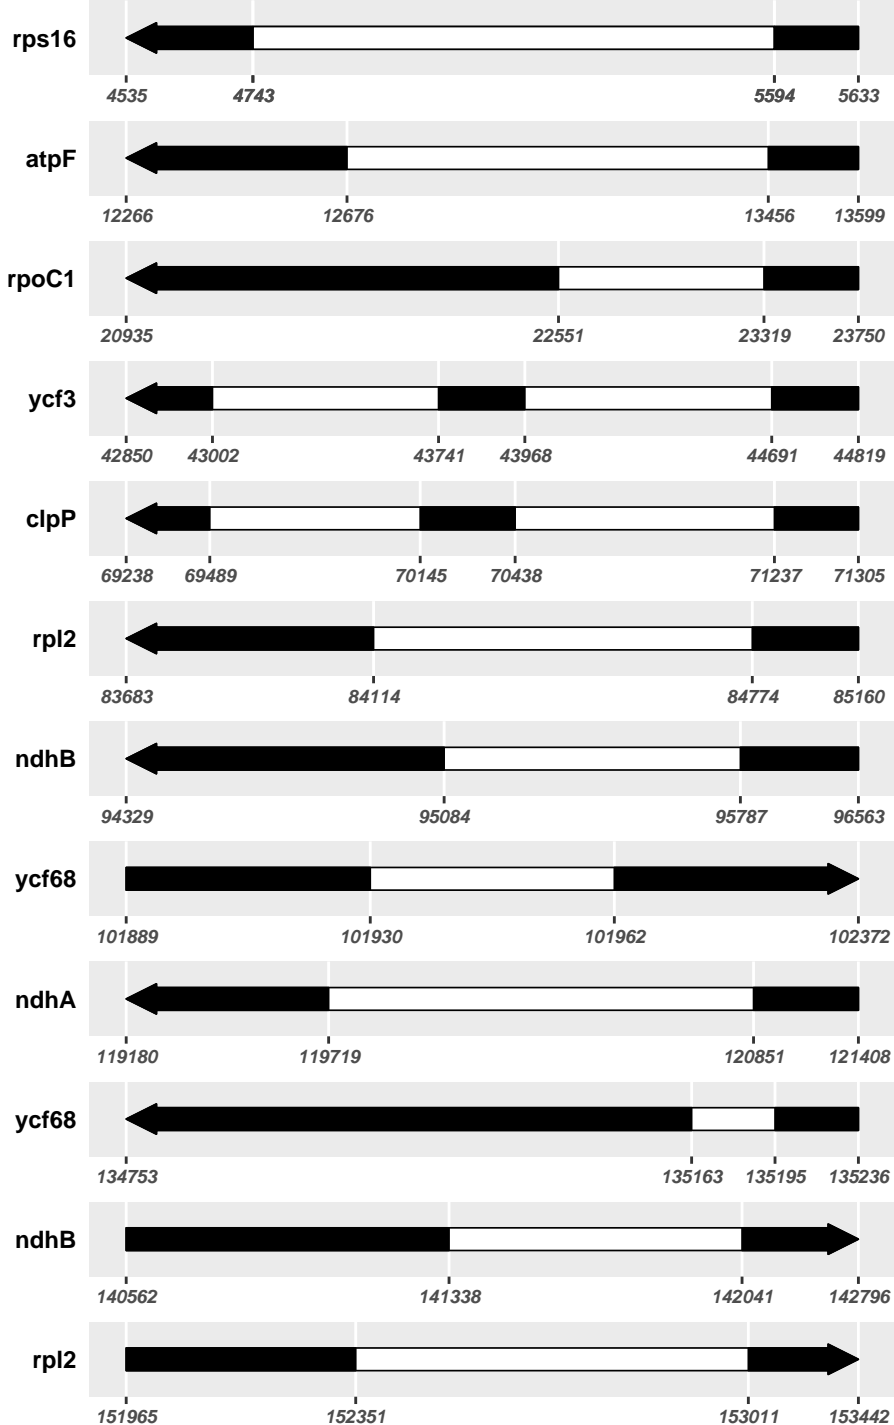 rps16
4535 4743 5594 5633
atpF
12266 12676 13456 13599
rpoC1
20935 22551 23319 23750
ycf3
42850 43002 43741 43968 44691 44819
clpP
69238 69489 70145 70438 71237 71305
rpl2
83683 84114 84774 85160
ndhB
94329 95084 95787 96563
ycf68
101889 101930 101962 102372
ndhA
119180 119719 120851 121408
ycf68
134753 135163 135195 135236
ndhB
140562 141338 142041 142796
rpl2
151965 152351 153011 153442